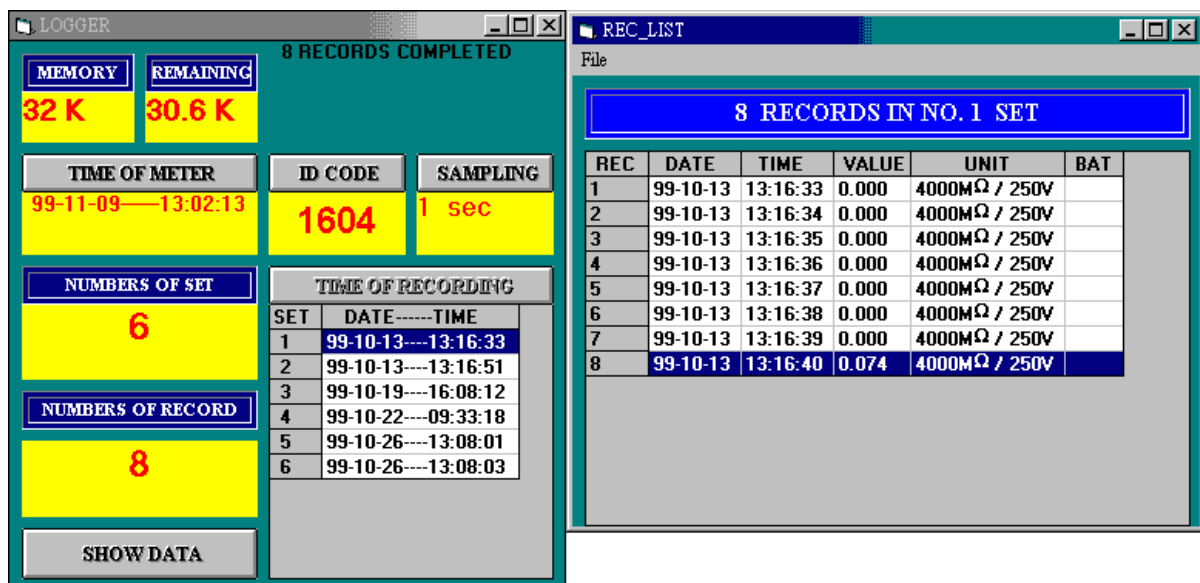 LOGGER
8 RECORDS COMPLETED
MEMORY REMAINING
32 K 30.6 K
TIME OF METER ID CODE SAMPLING
99-11-09——13:02:13 1604 1 sec
NUMBERS OF SET
6
NUMBERS OF RECORD
8
SHOW DATA
TIME OF RECORDING
SET DATE------TIME
1 99-10-13----13:16:33
2 99-10-13----13:16:51
3 99-10-19----16:08:12
4 99-10-22----09:33:18
5 99-10-26----13:08:01
6 99-10-26----13:08:03
REC_LIST
File
8 RECORDS IN NO. 1 SET
REC DATE TIME VALUE UNIT BAT
1 99-10-13 13:16:33 0.000 4000MΩ / 250V
2 99-10-13 13:16:34 0.000 4000MΩ / 250V
3 99-10-13 13:16:35 0.000 4000MΩ / 250V
4 99-10-13 13:16:36 0.000 4000MΩ / 250V
5 99-10-13 13:16:37 0.000 4000MΩ / 250V
6 99-10-13 13:16:38 0.000 4000MΩ / 250V
7 99-10-13 13:16:39 0.000 4000MΩ / 250V
8 99-10-13 13:16:40 0.074 4000MΩ / 250V